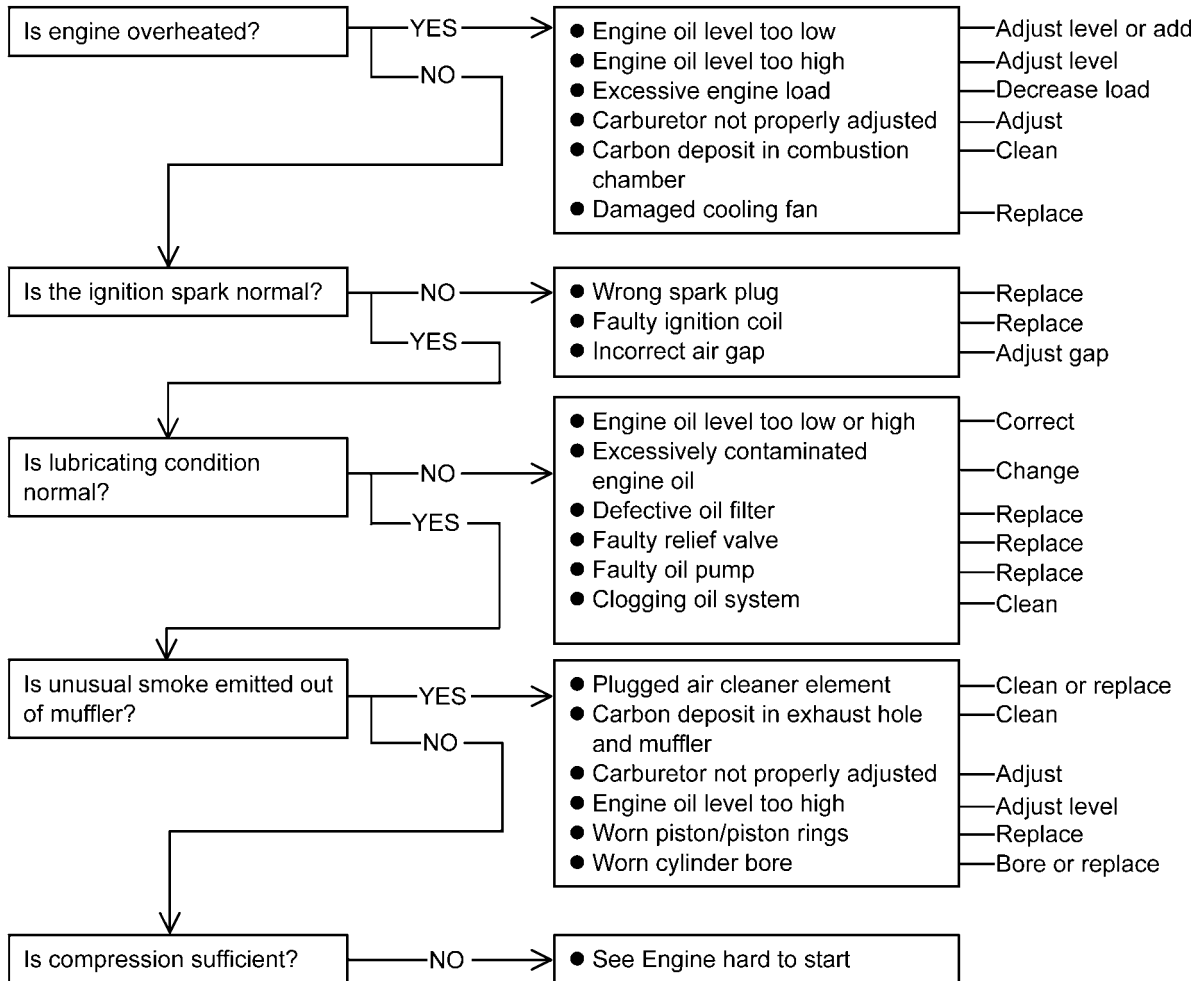 Is engine overheated?
YES
NO
● Engine oil level too low
Adjust level or add
● Engine oil level too high
Adjust level
● Excessive engine load
Decrease load
● Carburetor not properly adjusted
Adjust
● Carbon deposit in combustion
chamber
Clean
● Damaged cooling fan
Replace
Is the ignition spark normal?
NO
YES
● Wrong spark plug
Replace
● Faulty ignition coil
Replace
● Incorrect air gap
Adjust gap
Is lubricating condition
normal?
NO
YES
● Engine oil level too low or high
Correct
● Excessively contaminated
engine oil
Change
● Defective oil filter
Replace
● Faulty relief valve
Replace
● Faulty oil pump
Replace
● Clogging oil system
Clean
Is unusual smoke emitted out
of muffler?
YES
NO
● Plugged air cleaner element
Clean or replace
● Carbon deposit in exhaust hole
and muffler
Clean
● Carburetor not properly adjusted
Adjust
● Engine oil level too high
Adjust level
● Worn piston/piston rings
Replace
● Worn cylinder bore
Bore or replace
Is compression sufficient?
NO
● See Engine hard to start